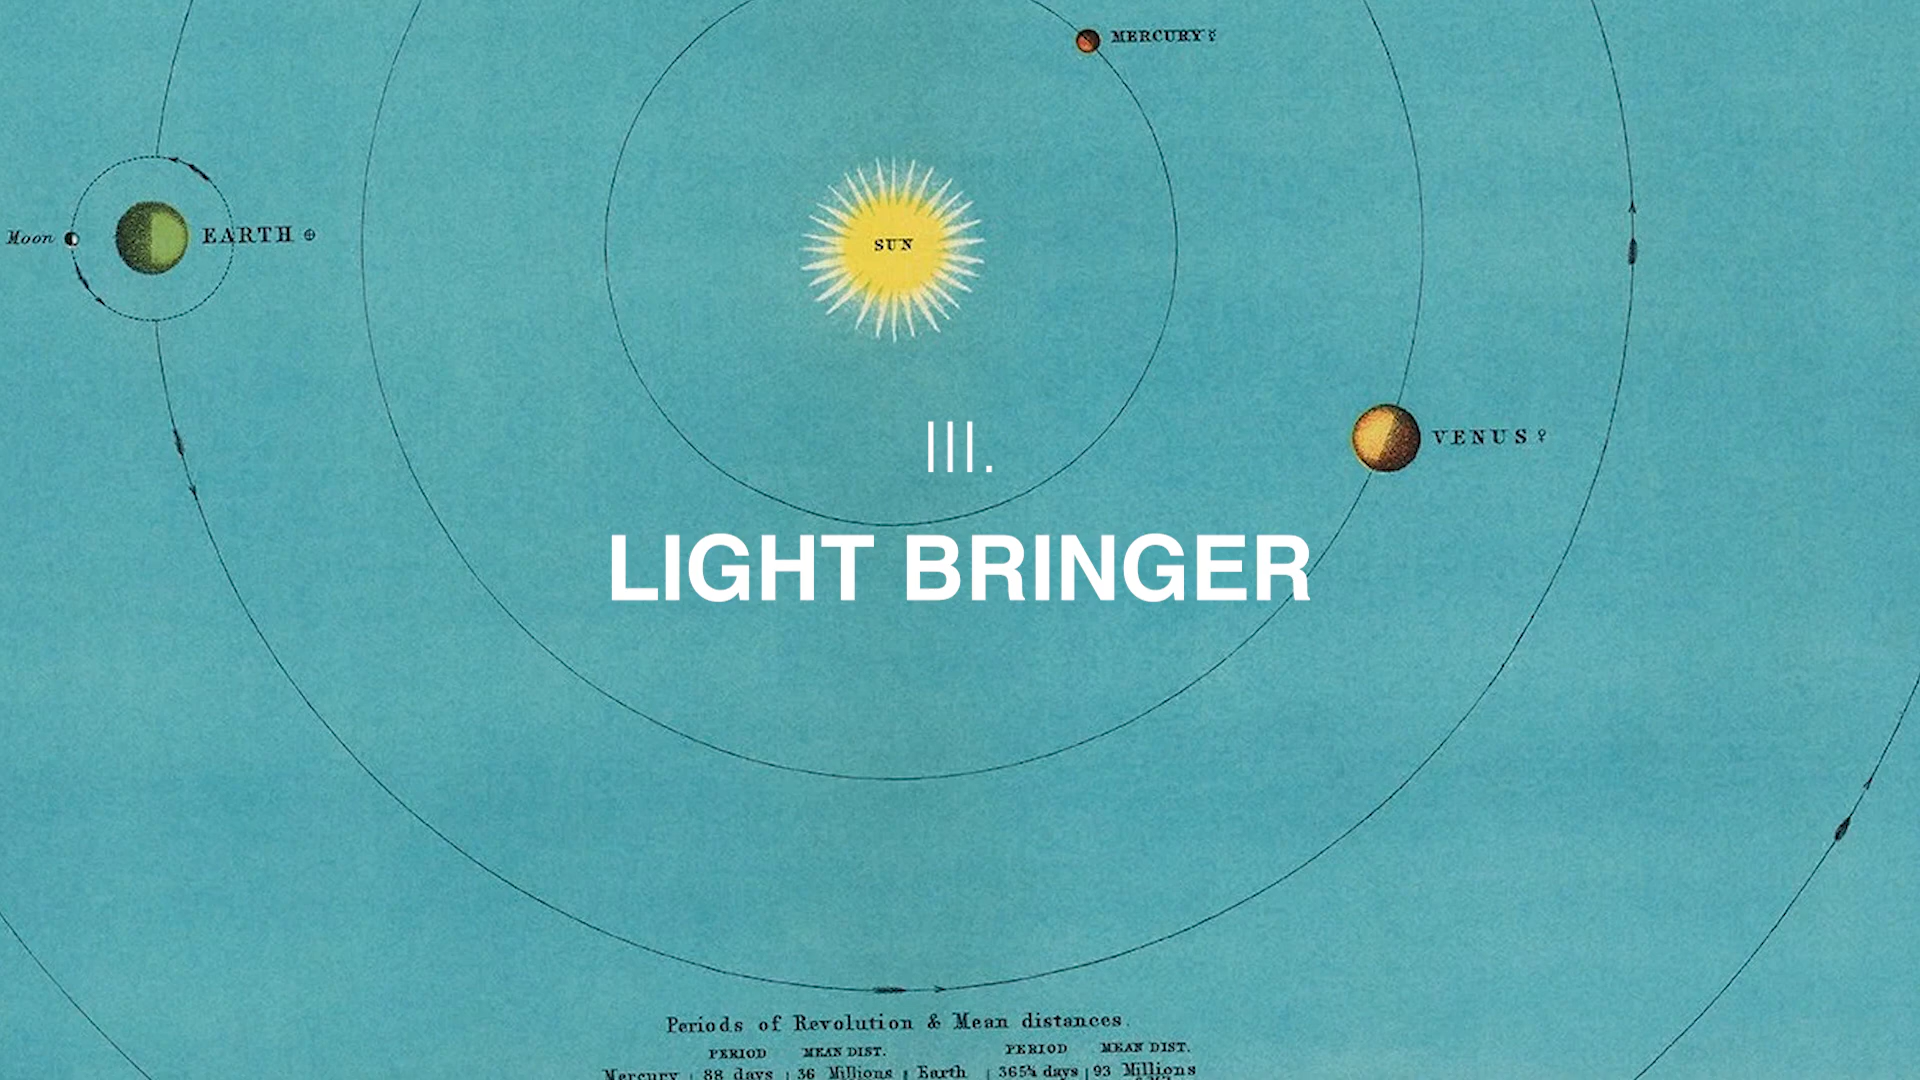 MERCURY ☿
Moon
EARTH ⊕
SUN
VENUS ♀
III.
LIGHT BRINGER
Periods of Revolution & Mean distances.
PERIOD MEAN DIST. PERIOD MEAN DIST.
Mercury 88 days 36 Millions Earth 365¼ days 93 Millions